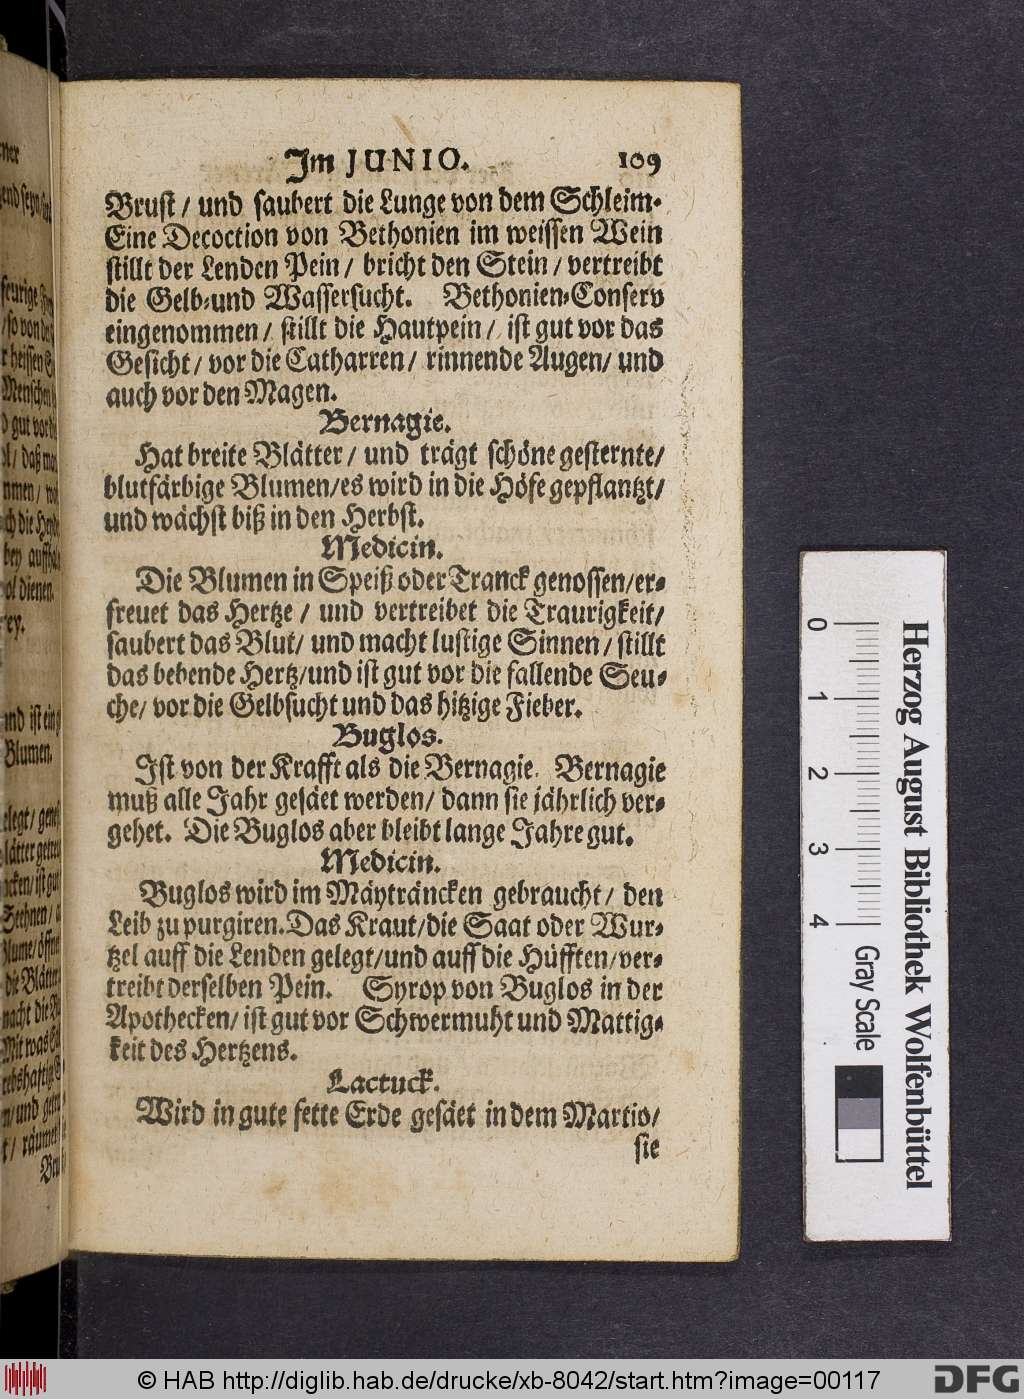 Im JUNIO. 109
Brust / und saubert die Lunge von dem Schleim.
Eine Decoction von Bethonien im weissen Wein
stillt der Lenden Pein / bricht den Stein / vertreibt
die Gelb-und Wassersucht. Bethonien-Conserv
eingenommen / stillt die Hautpein / ist gut vor das
Gesicht / vor die Catharren / rinnende Augen / und
auch vor den Magen.
Bernagie.
Hat breite Blätter / und trägt schöne gesternte /
blutfärbige Blumen / es wird in die Höfe gepflantzt /
und wächst biß in den Herbst.
Medicin.
Die Blumen in Speiß oder Tranck genossen / er-
freuet das Hertze / und vertreibet die Traurigkeit /
saubert das Blut / und macht lustige Sinnen / stillt
das bebende Hertz / und ist gut vor die fallende Seu-
che / vor die Gelbsucht und das hitzige Fieber.
Buglos.
Ist von der Krafft als die Bernagie. Bernagie
muß alle Jahr gesäet werden / dann sie jährlich ver-
gehet. Die Buglos aber bleibt lange Jahre gut.
Medicin.
Buglos wird im Mäyträncken gebraucht / den
Leib zu purgiren. Das Kraut / die Saat oder Wur-
tzel auff die Lenden gelegt / und auff die Hüfften / ver-
treibt derselben Pein. Syrop von Buglos in der
Apothecken / ist gut vor Schwermuht und Mattig-
keit des Hertzens.
Lactuck.
Wird in gute fette Erde gesäet in dem Martio /
sie
0 1 2 3 4
Herzog August Bibliothek Wolfenbüttel
Gray Scale
© HAB http://diglib.hab.de/drucke/xb-8042/start.htm?image=00117
DFG